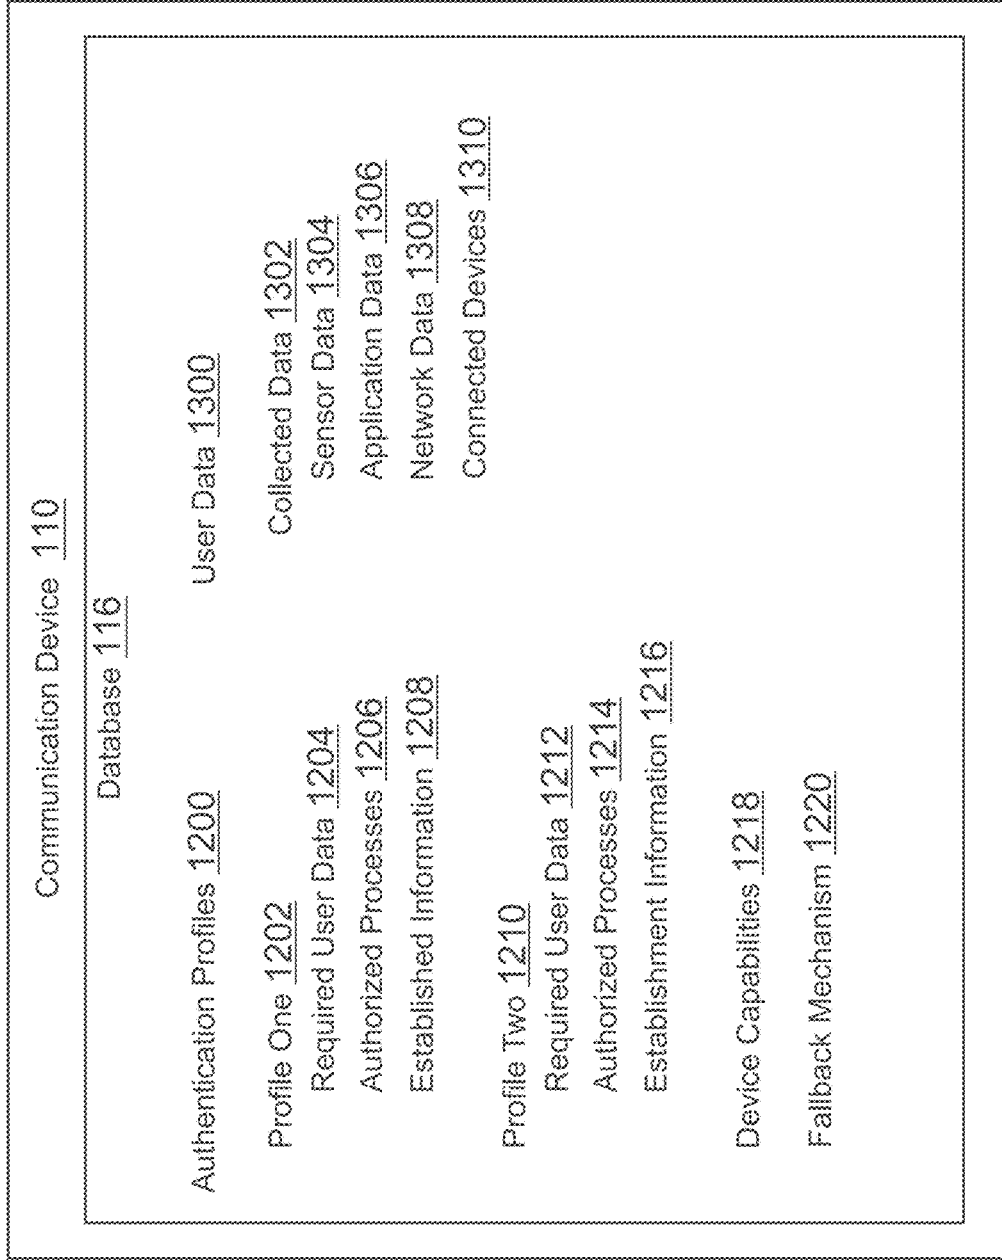 Communication Device 110
Database 116
Authentication Profiles 1200
Profile One 1202
Required User Data 1204
Authorized Processes 1206
Established Information 1208
Profile Two 1210
Required User Data 1212
Authorized Processes 1214
Establishment Information 1216
Device Capabilities 1218
Fallback Mechanism 1220
User Data 1300
Collected Data 1302
Sensor Data 1304
Application Data 1306
Network Data 1308
Connected Devices 1310